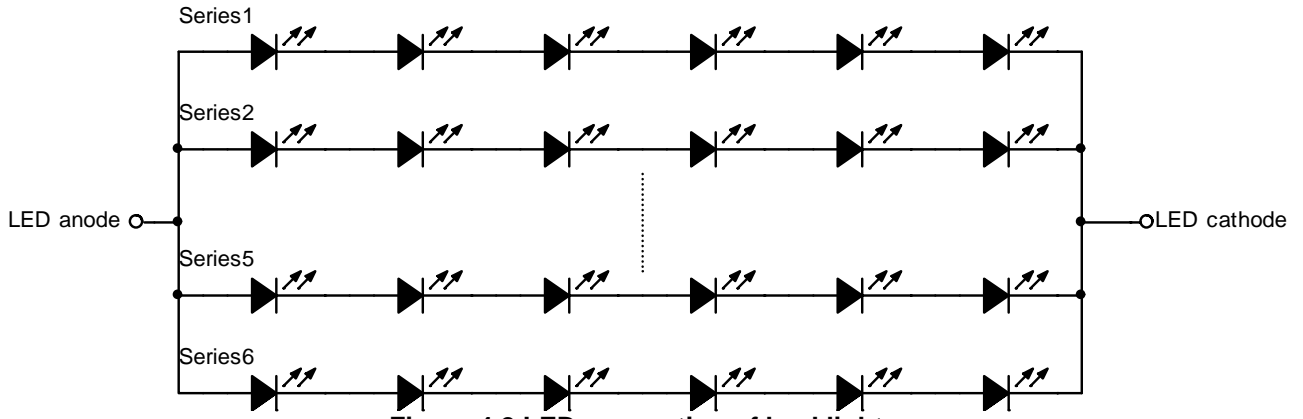 Series1
Series2
LED anode
LED cathode
Series5
Series6